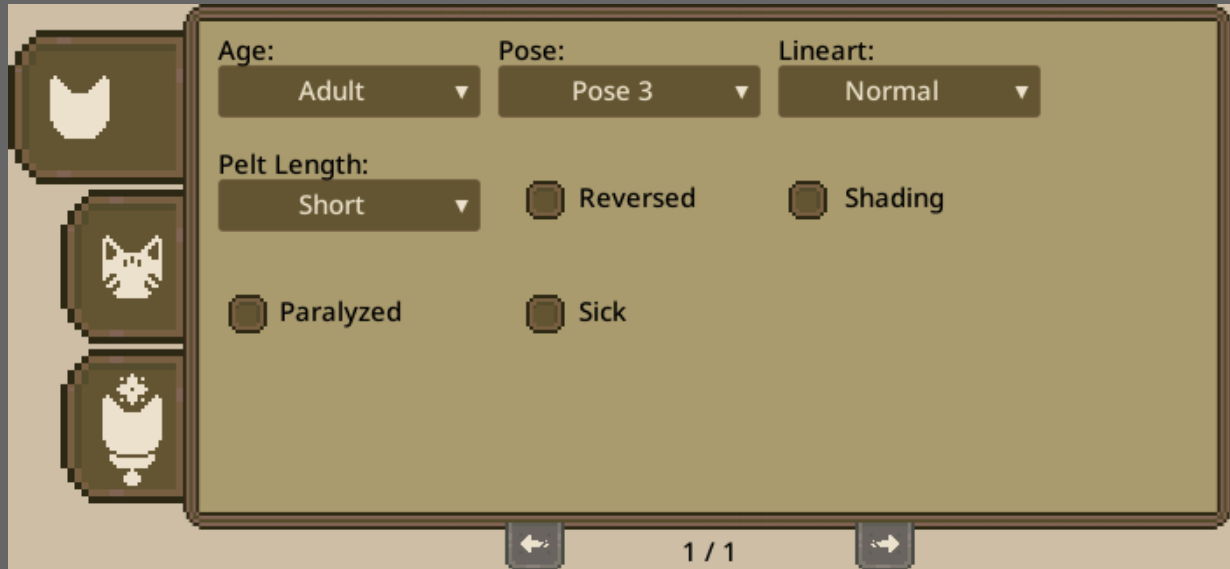 Age: Pose: Lineart:
Adult Pose 3 Normal
Pelt Length:
Short Reversed Shading
Paralyzed Sick
1 / 1